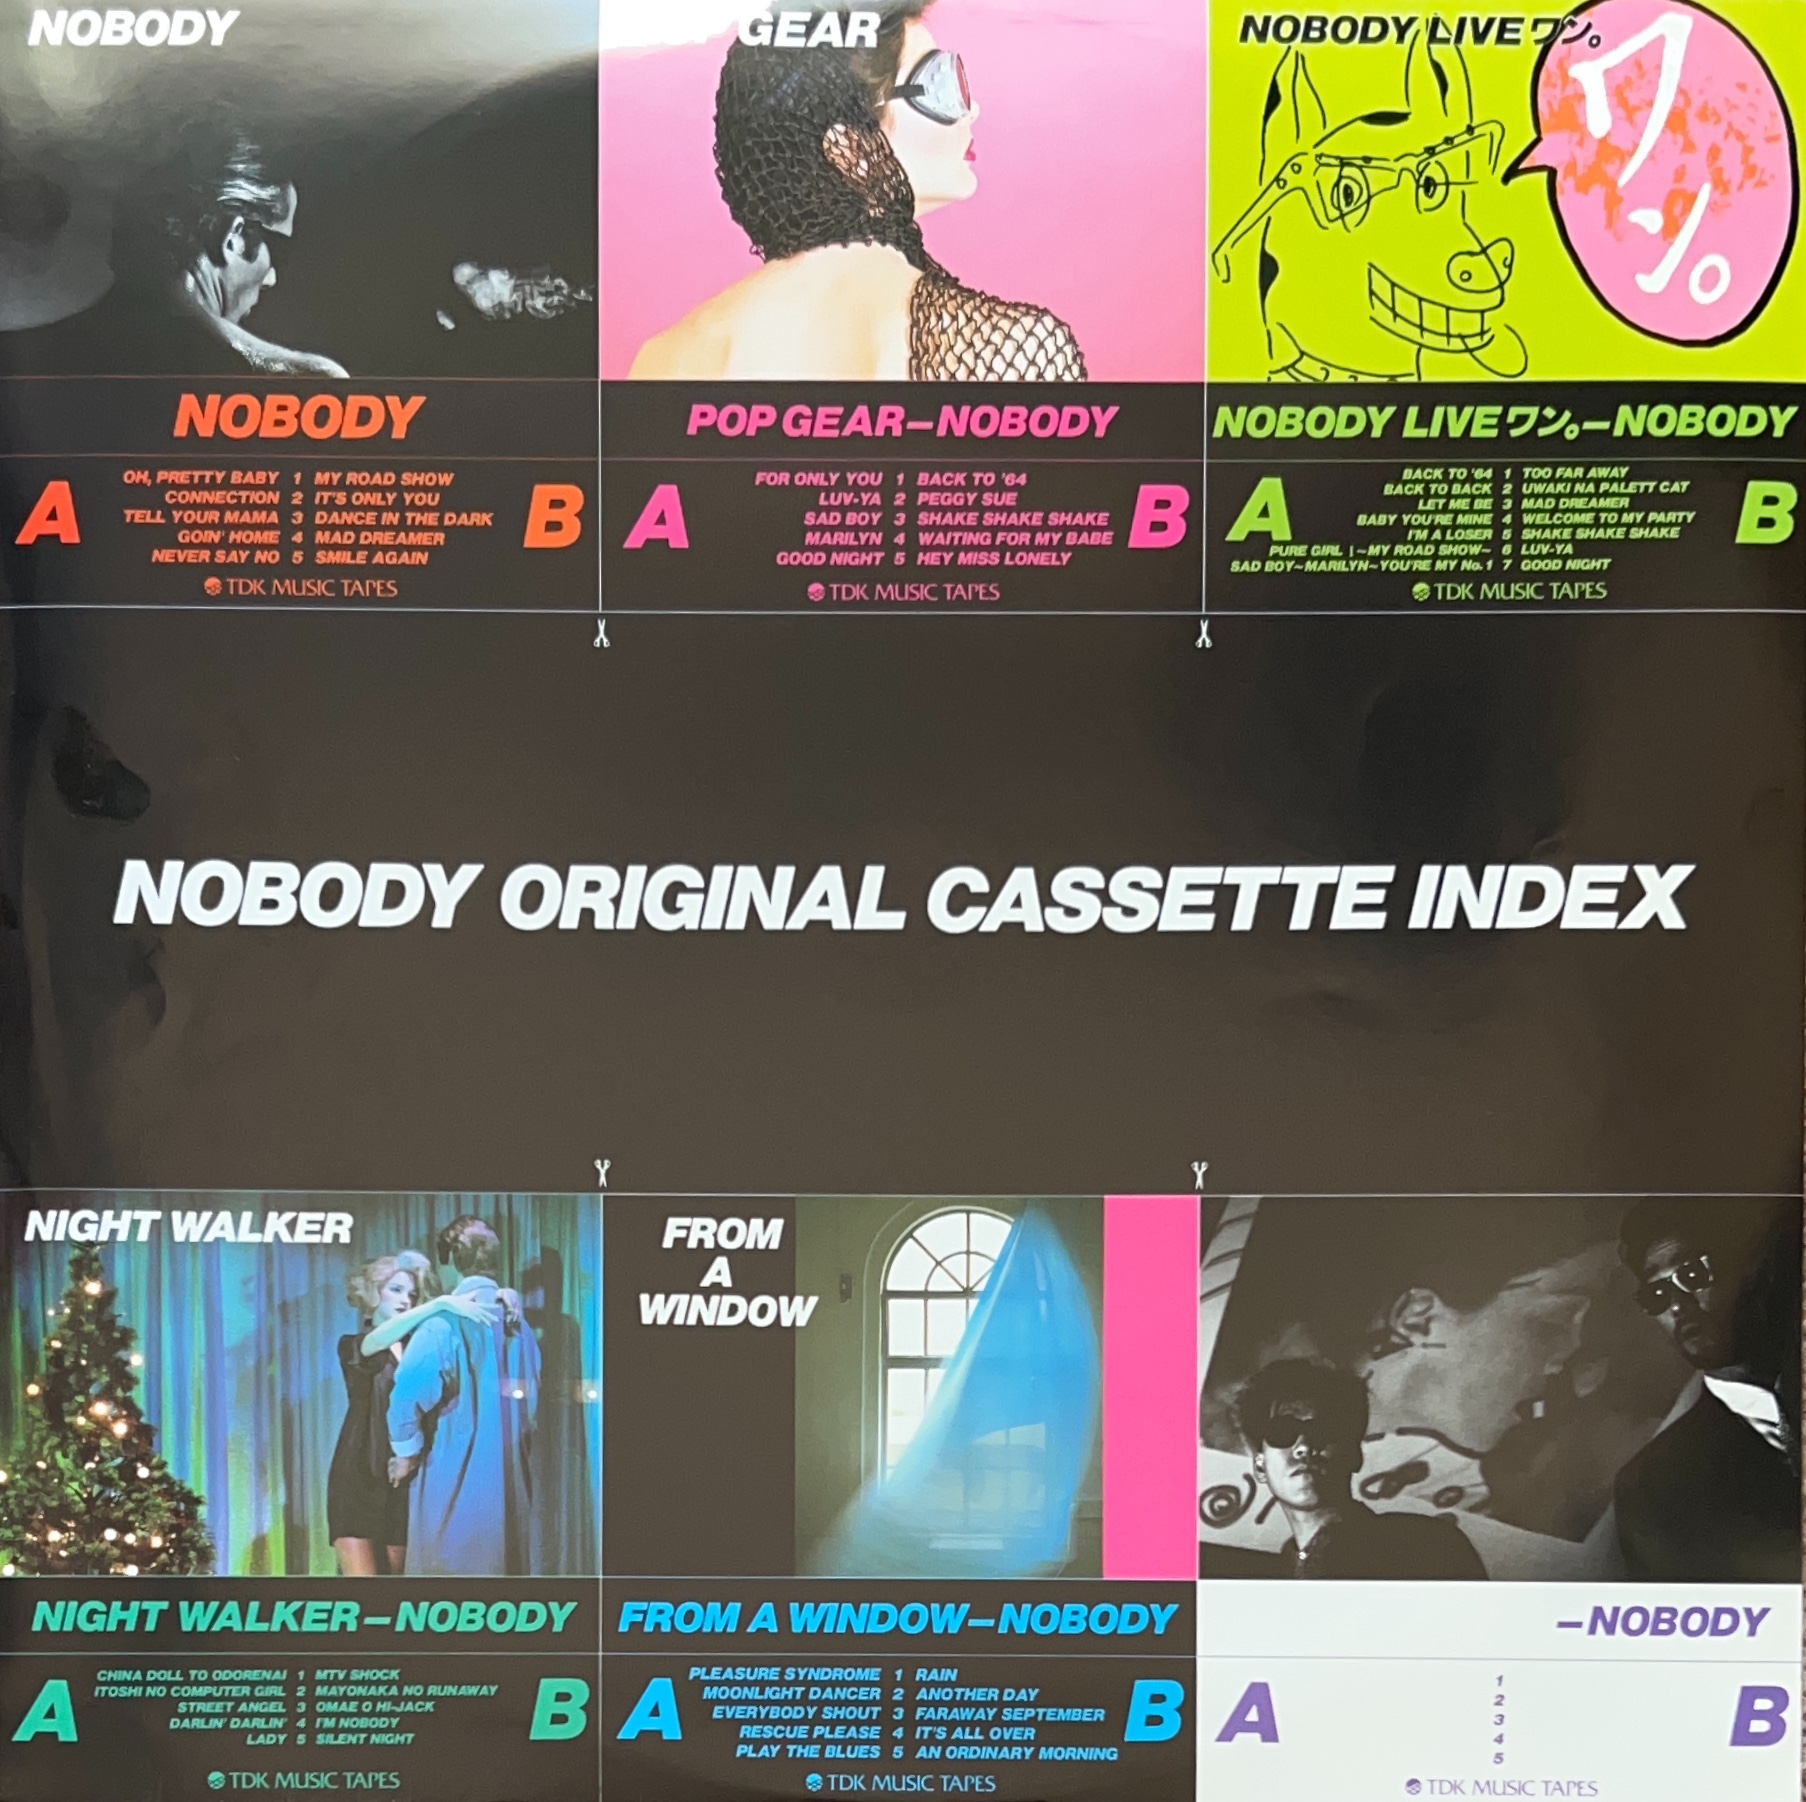 NOBODY
GEAR
NOBODY LIVE ワン。
ワン。
NOBODY
A
OH, PRETTY BABY 1 MY ROAD SHOW
CONNECTION 2 IT'S ONLY YOU
TELL YOUR MAMA 3 DANCE IN THE DARK
GOIN' HOME 4 MAD DREAMER
NEVER SAY NO 5 SMILE AGAIN
B
TDK MUSIC TAPES
POP GEAR–NOBODY
A
FOR ONLY YOU 1 BACK TO '64
LUV-YA 2 PEGGY SUE
SAD BOY 3 SHAKE SHAKE SHAKE
MARILYN 4 WAITING FOR MY BABE
GOOD NIGHT 5 HEY MISS LONELY
B
TDK MUSIC TAPES
NOBODY LIVE ワン。–NOBODY
A
BACK TO '64 1 TOO FAR AWAY
BACK TO BACK 2 UWAKI NA PALETT CAT
LET ME BE 3 MAD DREAMER
BABY YOU'RE MINE 4 WELCOME TO MY PARTY
I'M A LOSER 5 SHAKE SHAKE SHAKE
PURE GIRL I~MY ROAD SHOW~ 6 LUV-YA
SAD BOY~MARILYN~YOU'RE MY No.1 7 GOOD NIGHT
B
TDK MUSIC TAPES
NOBODY ORIGINAL CASSETTE INDEX
NIGHT WALKER
FROM
A
WINDOW
NIGHT WALKER–NOBODY
A
CHINA DOLL TO ODORENAI 1 MTV SHOCK
ITOSHI NO COMPUTER GIRL 2 MAYONAKA NO RUNAWAY
STREET ANGEL 3 OMAE O HI-JACK
DARLIN' DARLIN' 4 I'M NOBODY
LADY 5 SILENT NIGHT
B
TDK MUSIC TAPES
FROM A WINDOW–NOBODY
A
PLEASURE SYNDROME 1 RAIN
MOONLIGHT DANCER 2 ANOTHER DAY
EVERYBODY SHOUT 3 FARAWAY SEPTEMBER
RESCUE PLEASE 4 IT'S ALL OVER
PLAY THE BLUES 5 AN ORDINARY MORNING
B
TDK MUSIC TAPES
–NOBODY
A
1
2
3
4
5
B
TDK MUSIC TAPES